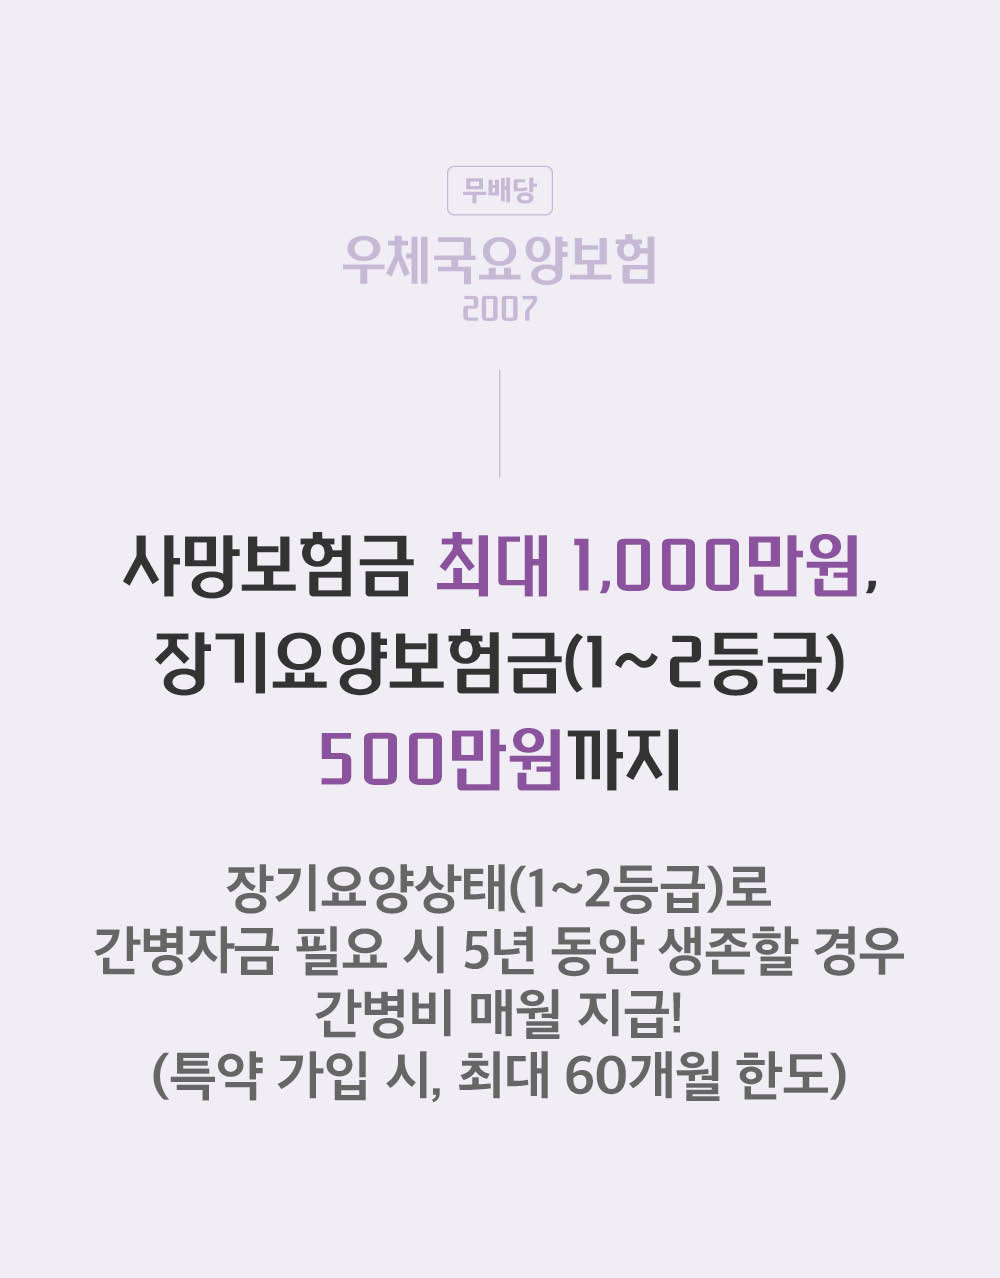 무배당
우체국요양보험
2007
사망보험금 최대 1,000만원,
장기요양보험금(1~2등급)
500만원까지
장기요양상태(1~2등급)로
간병자금 필요 시 5년 동안 생존할 경우
간병비 매월 지급!
(특약 가입 시, 최대 60개월 한도)